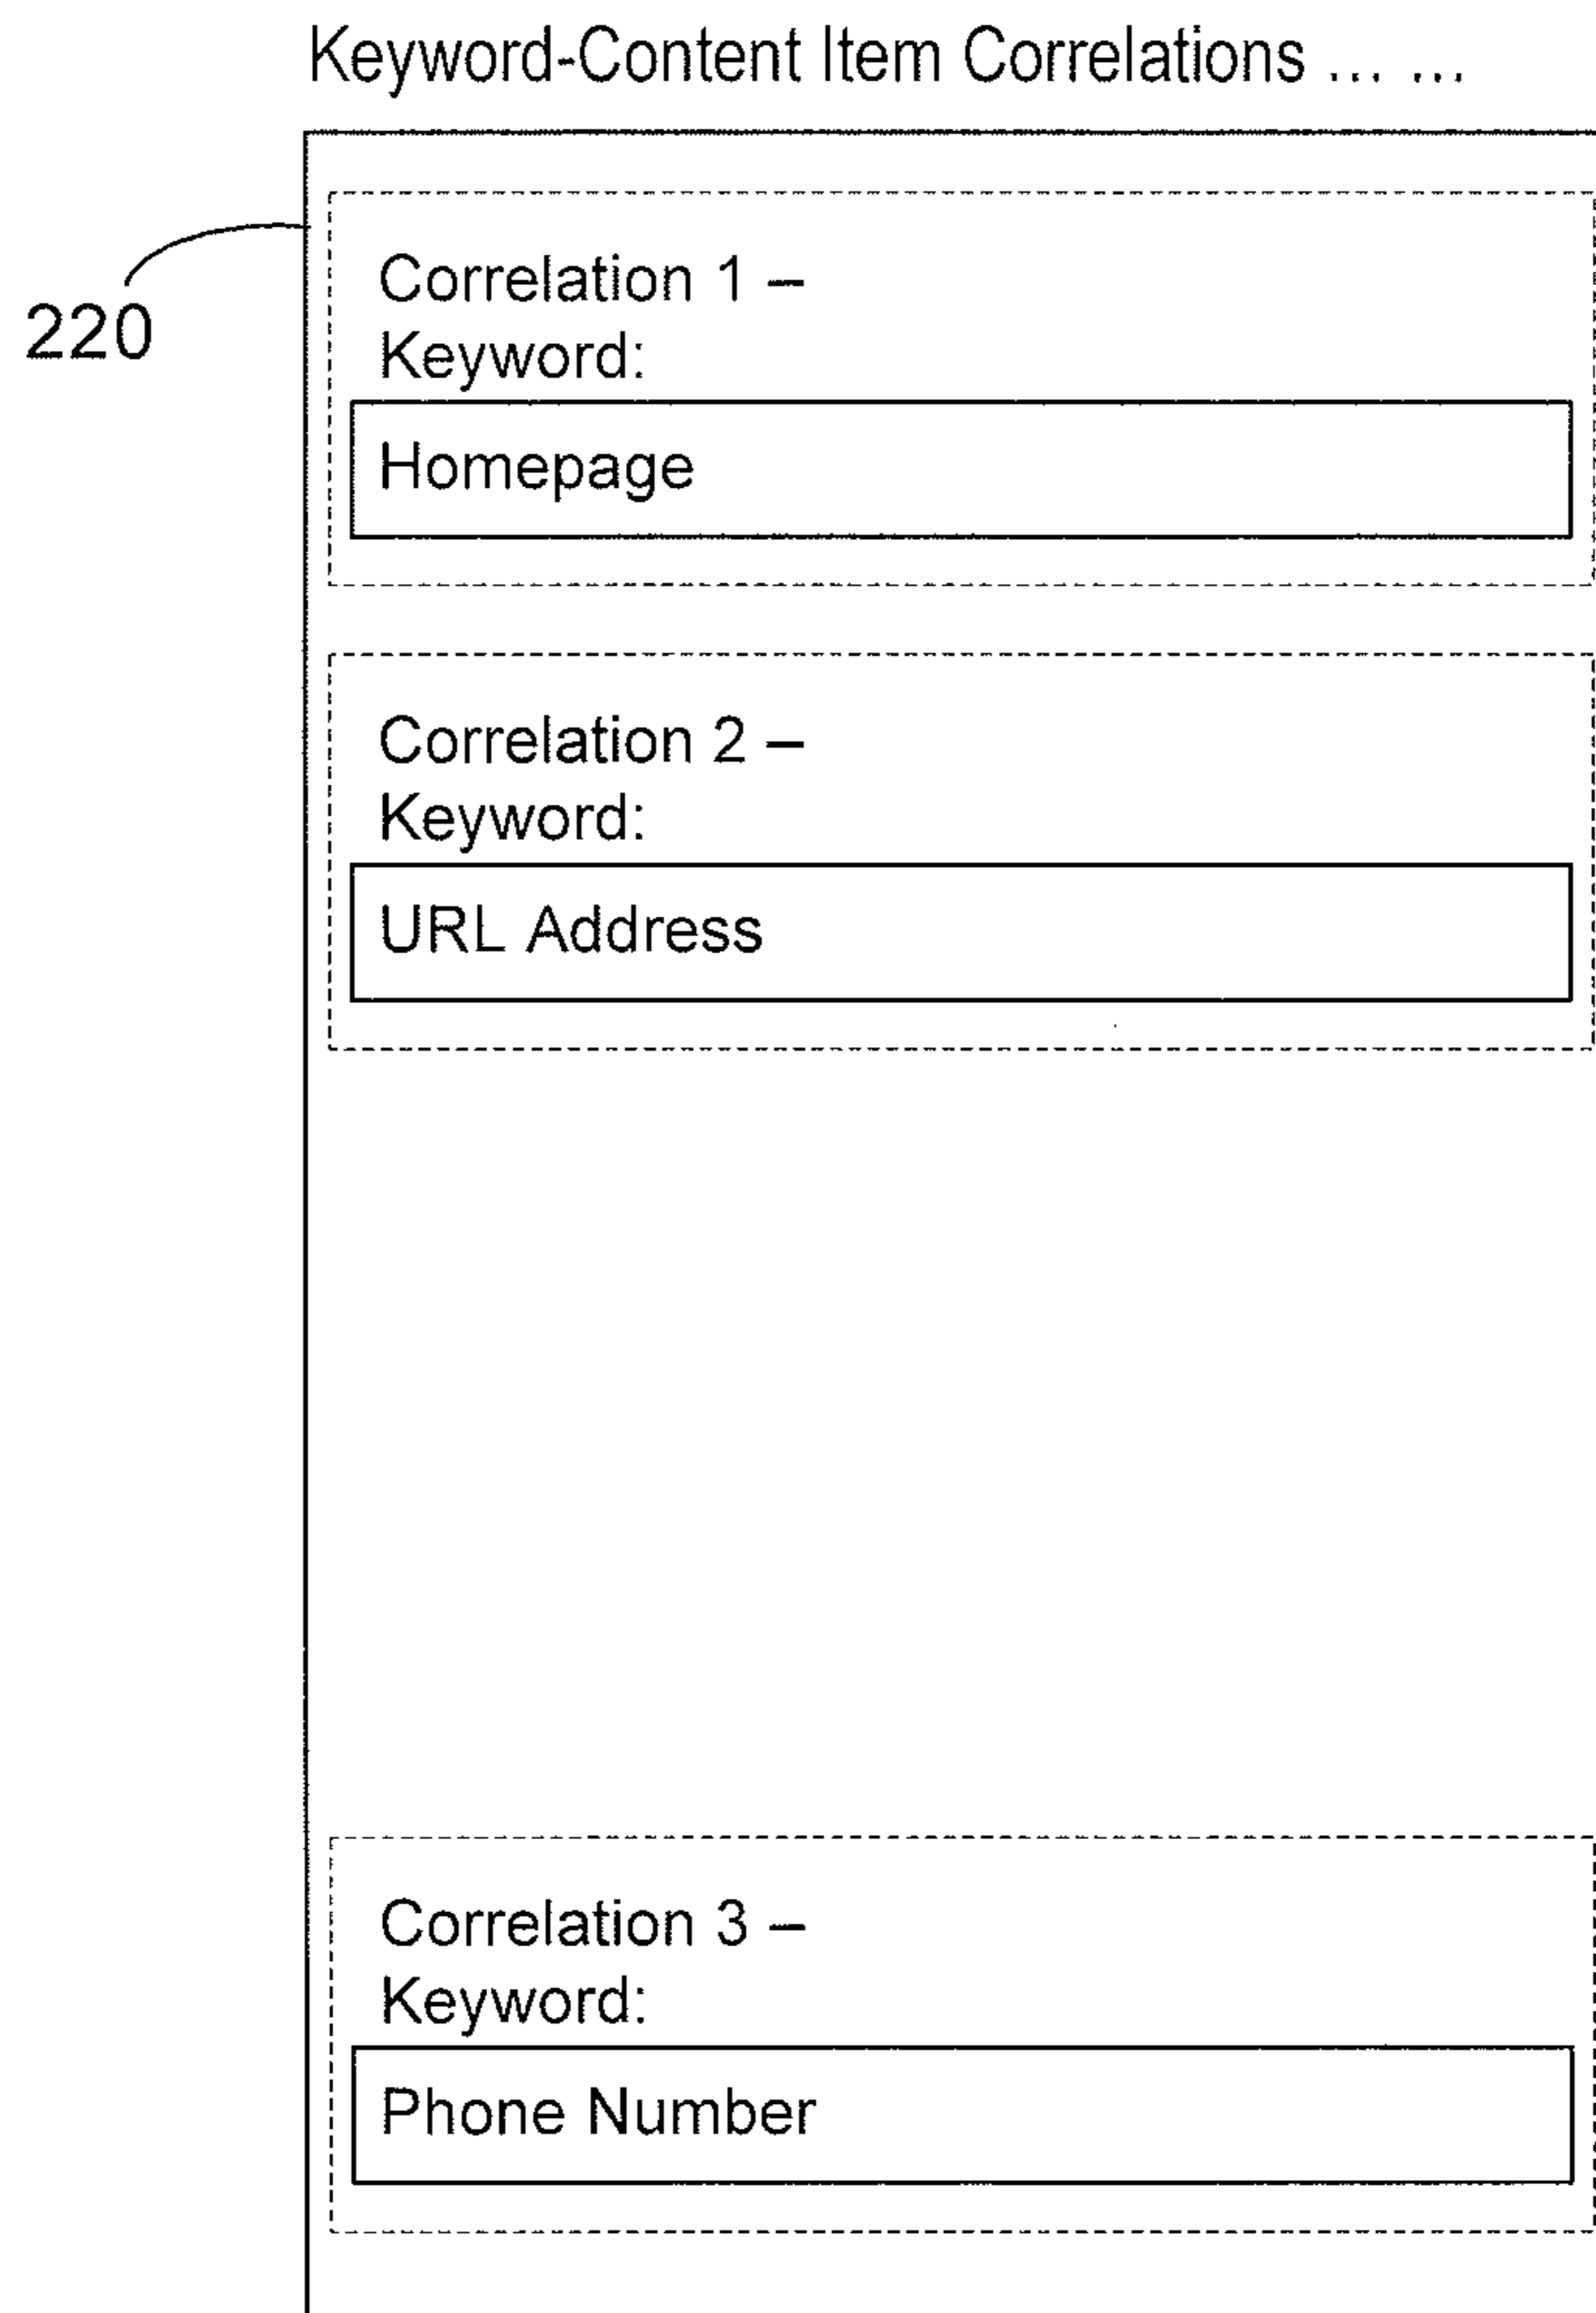 Keyword-Content Item Correlations ... ...
220
Correlation 1 –
Keyword:
Homepage
Correlation 2 –
Keyword:
URL Address
Correlation 3 –
Keyword:
Phone Number